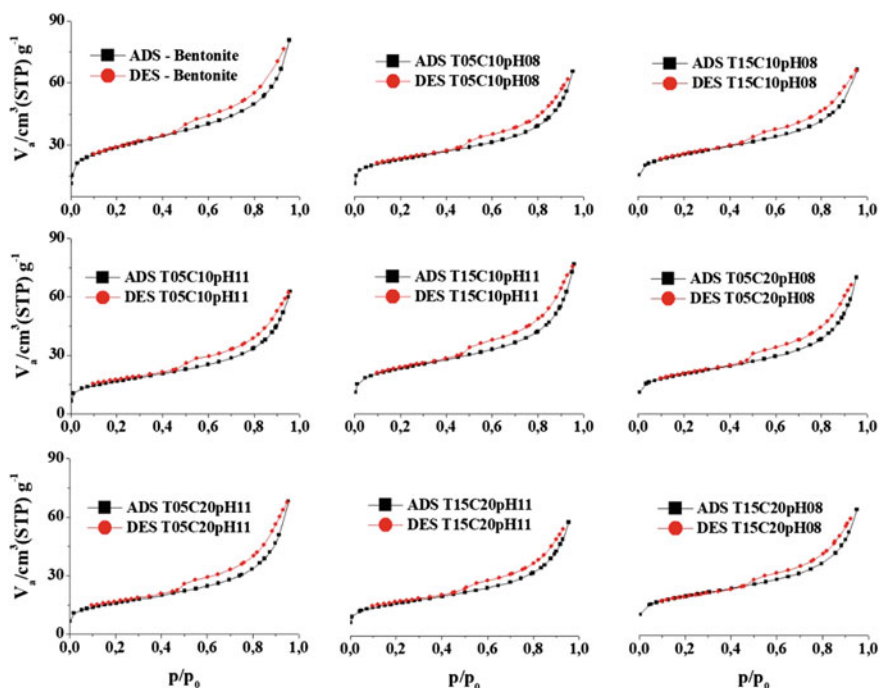 90
60
30
V_a/cm³(STP) g⁻¹
ADS - Bentonite
DES - Bentonite
0,0 0,2 0,4 0,6 0,8 1,0
ADS T05C10pH08
DES T05C10pH08
0,0 0,2 0,4 0,6 0,8 1,0
ADS T15C10pH08
DES T15C10pH08
0,0 0,2 0,4 0,6 0,8 1,0
90
60
30
0
V_a/cm³(STP) g⁻¹
ADS T05C10pH11
DES T05C10pH11
0,0 0,2 0,4 0,6 0,8 1,0
ADS T15C10pH11
DES T15C10pH11
0,0 0,2 0,4 0,6 0,8 1,0
ADS T05C20pH08
DES T05C20pH08
0,0 0,2 0,4 0,6 0,8 1,0
90
60
30
0
V_a/cm³(STP) g⁻¹
ADS T05C20pH11
DES T05C20pH11
0,0 0,2 0,4 0,6 0,8 1,0
p/p₀
ADS T15C20pH11
DES T15C20pH11
0,0 0,2 0,4 0,6 0,8 1,0
p/p₀
ADS T15C20pH08
DES T15C20pH08
0,0 0,2 0,4 0,6 0,8 1,0
p/p₀